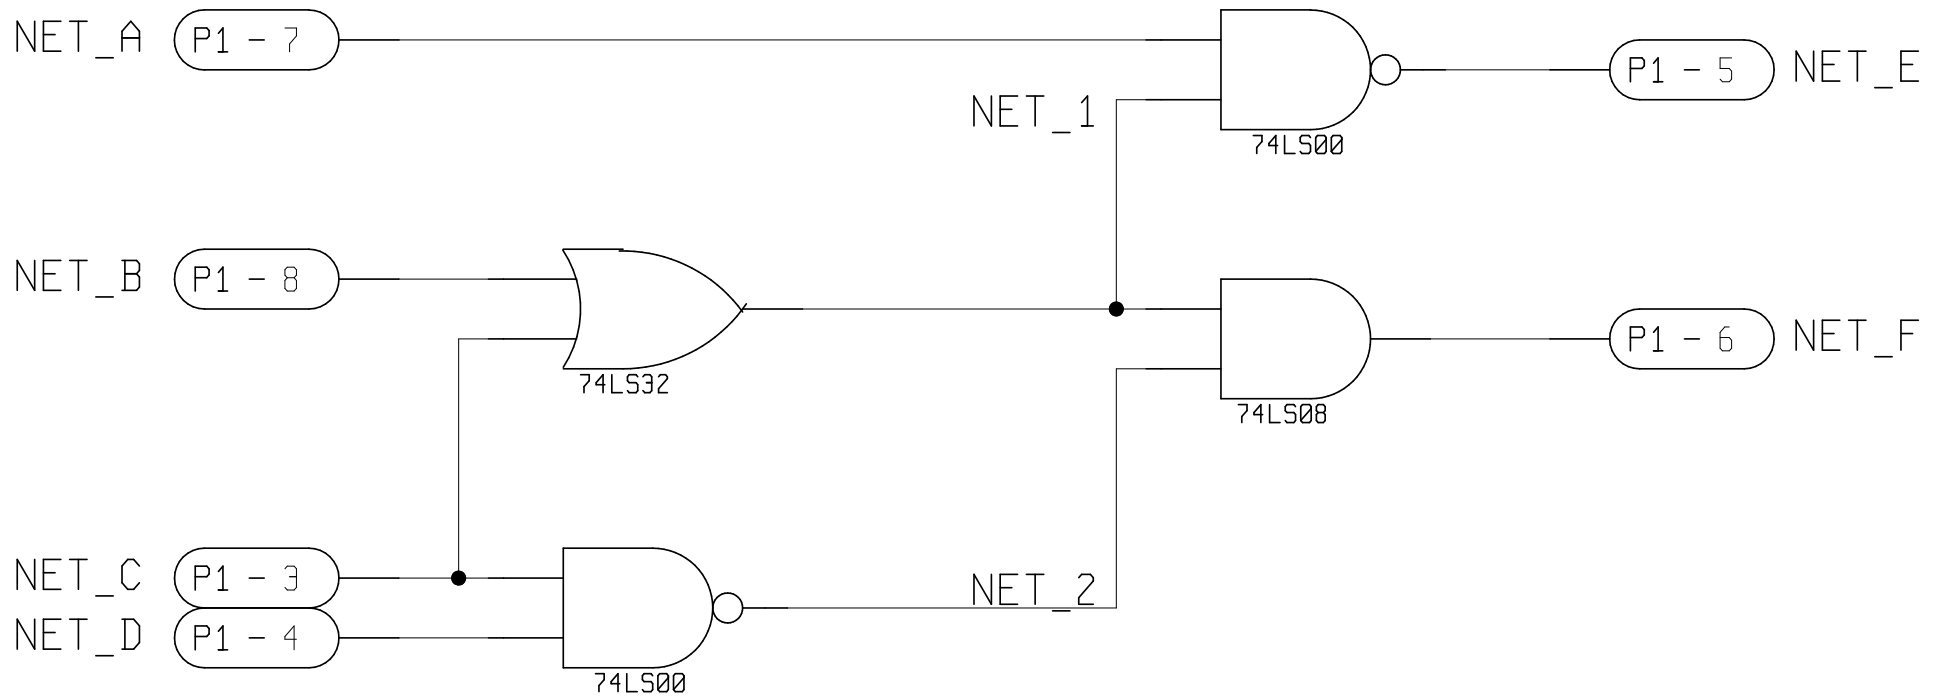 NET_A P1 - 7
P1 - 5 NET_E
NET_1
74LS00
NET_B P1 - 8
P1 - 6 NET_F
74LS32
74LS08
NET_C P1 - 3
NET_2
NET_D P1 - 4
74LS00